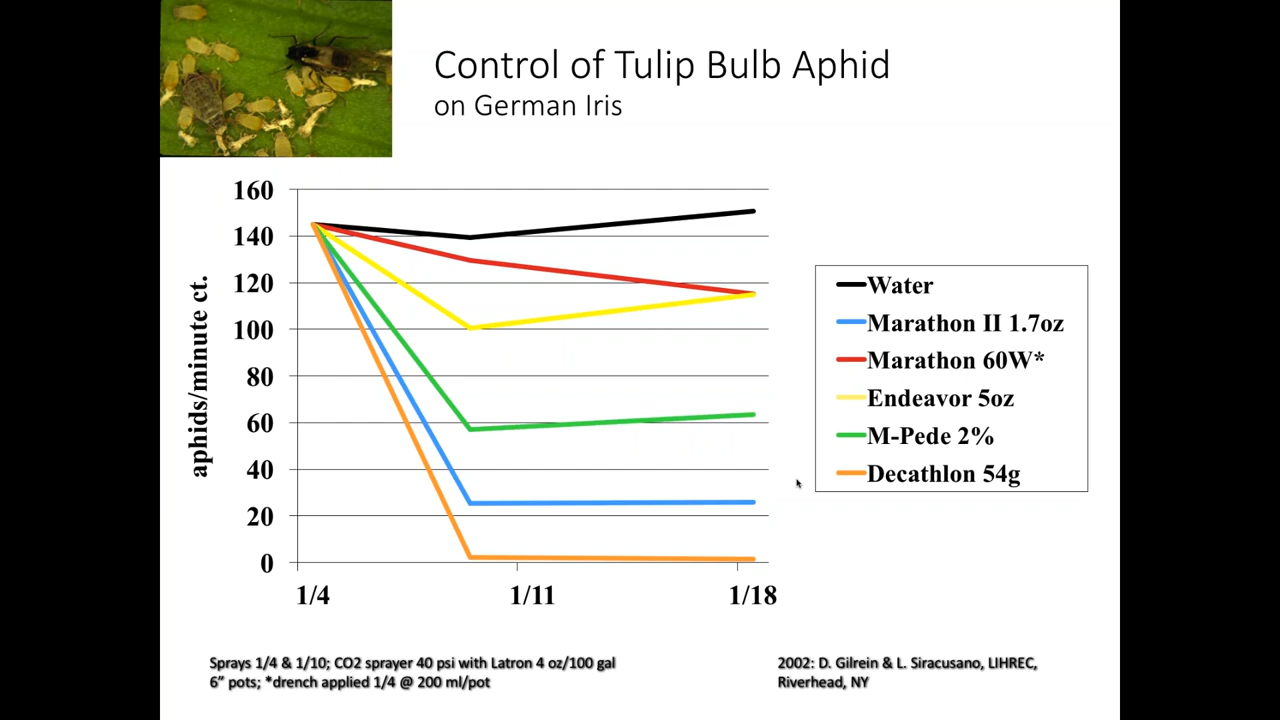 Control of Tulip Bulb Aphid
on German Iris
160
140
120
100
80
60
40
20
0
aphids/minute ct.
1/4
1/11
1/18
Water
Marathon II 1.7oz
Marathon 60W*
Endeavor 5oz
M-Pede 2%
Decathlon 54g
Sprays 1/4 & 1/10; CO2 sprayer 40 psi with Latron 4 oz/100 gal
6” pots; *drench applied 1/4 @ 200 ml/pot
2002: D. Gilrein & L. Siracusano, LIHREC,
Riverhead, NY